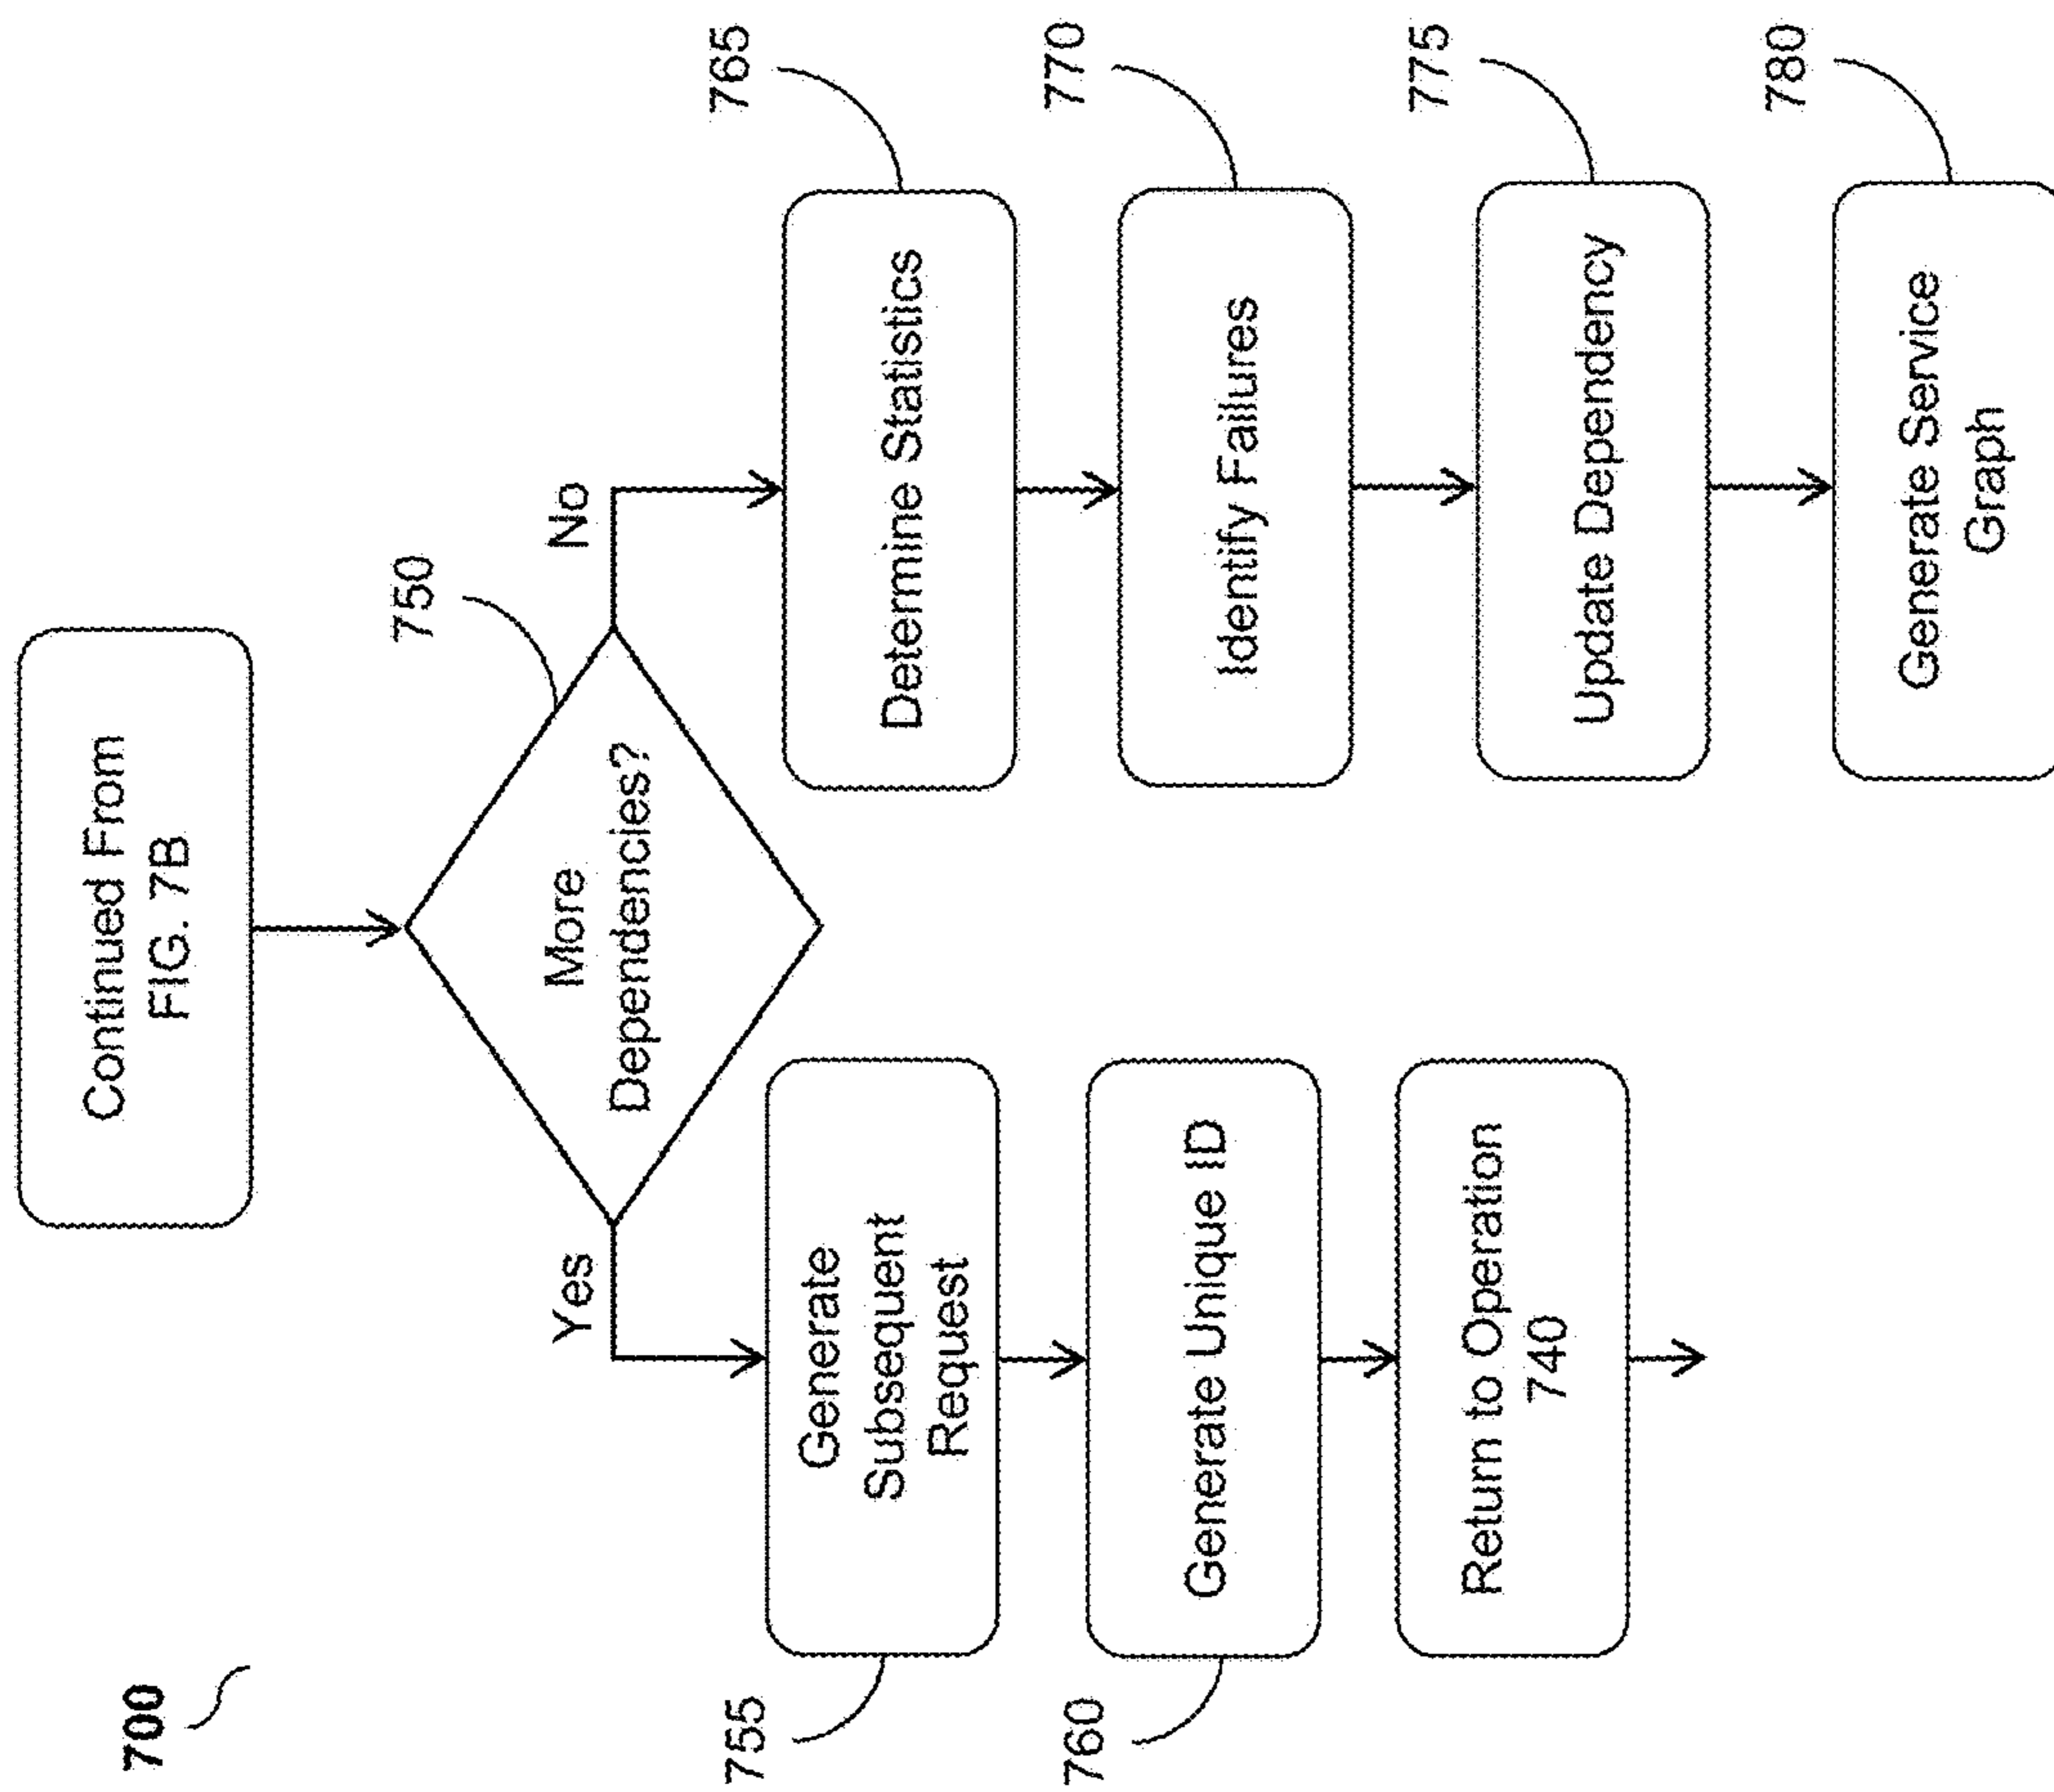 700
Continued From
FIG. 7B
750
More
Dependencies?
Yes
No
755
Generate
Subsequent
Request
760
Generate Unique ID
Return to Operation
740
765
Determine Statistics
770
Identify Failures
775
Update Dependency
780
Generate Service
Graph